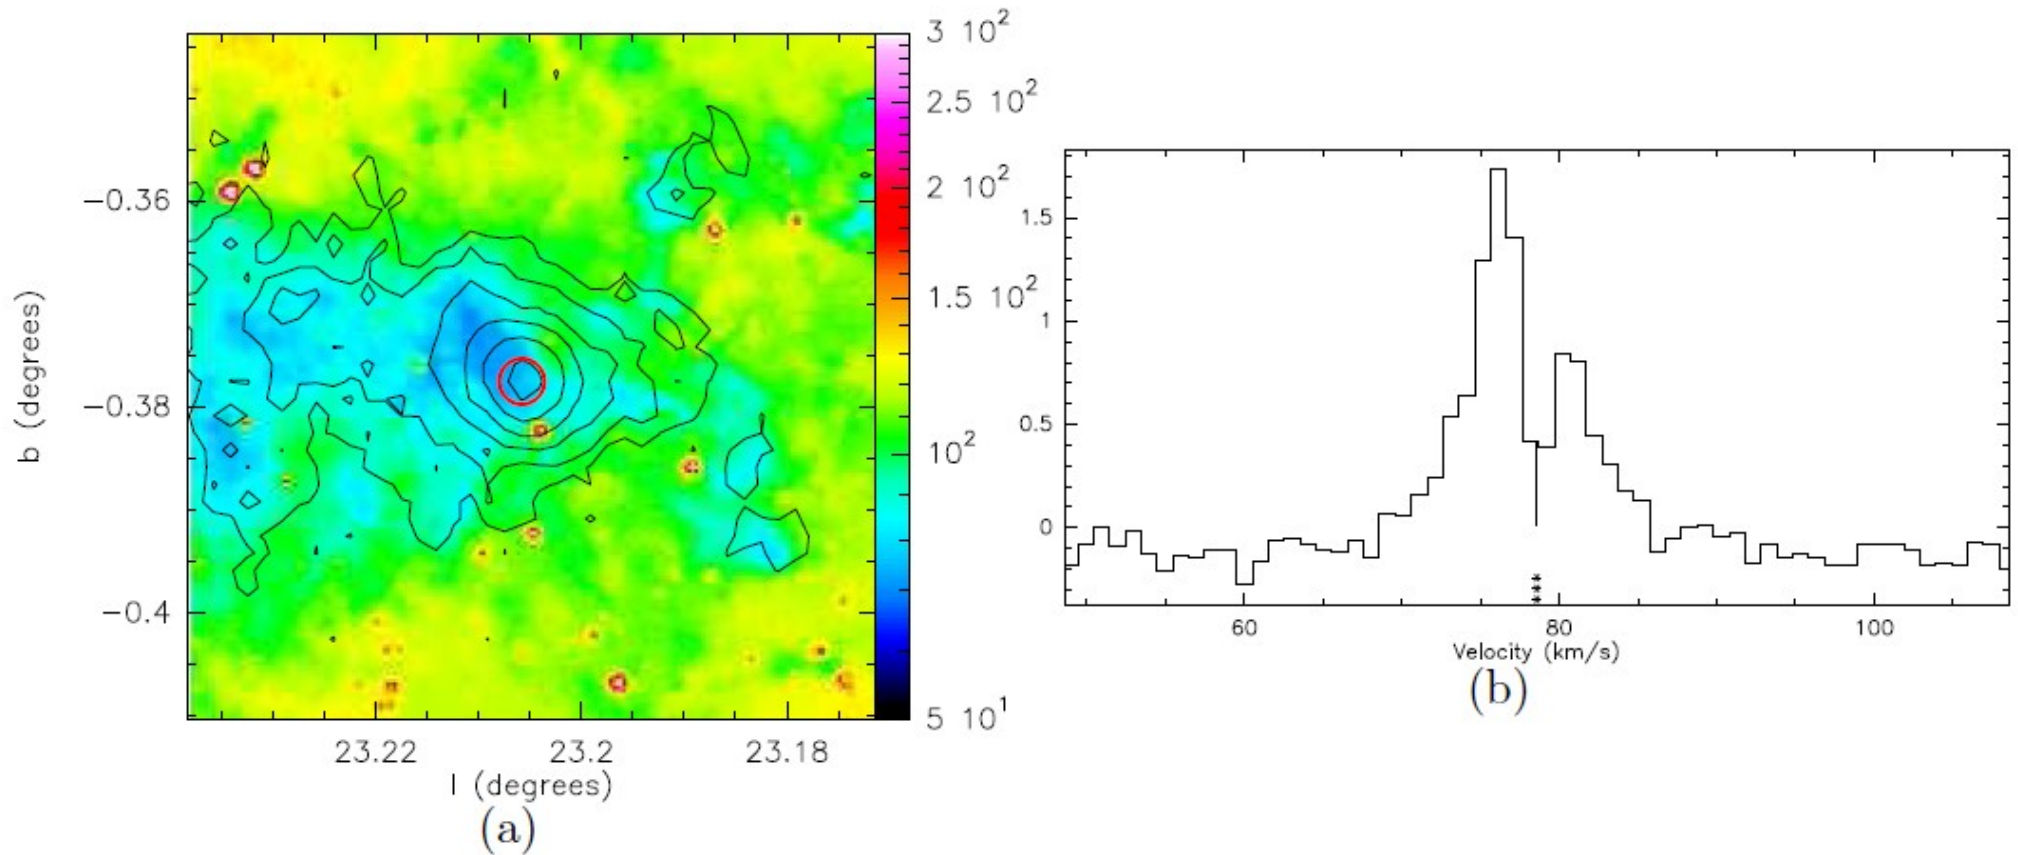 3 10²
2.5 10²
2 10²
1.5 10²
10²
5 10¹
−0.36
−0.38
−0.4
b (degrees)
23.22 23.2 23.18
l (degrees)
(a)
1.5
1
0.5
0
***
60 80 100
Velocity (km/s)
(b)